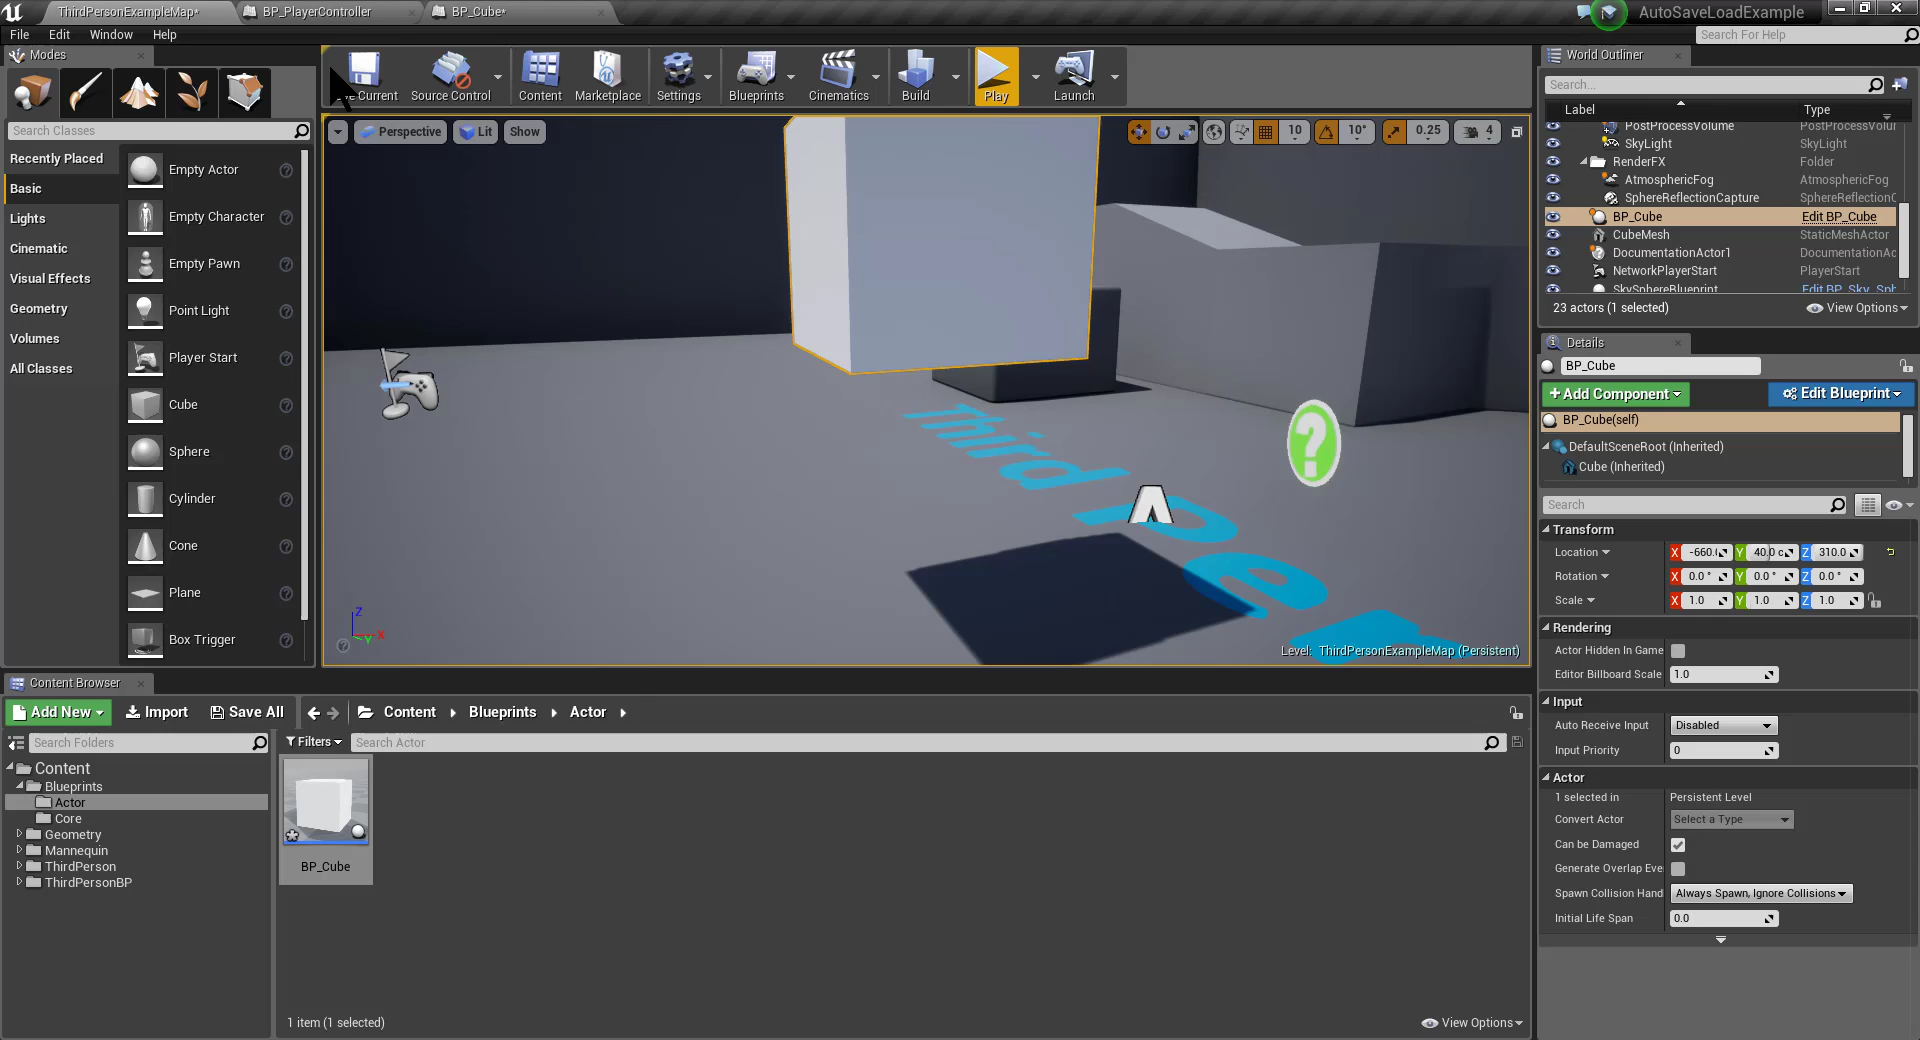 ThirdPersonExampleMap*
BP_PlayerController
BP_Cube*
AutoSaveLoadExample
File Edit Window Help
Search For Help
Modes
Current
Source Control
Content
Marketplace
Settings
Blueprints
Cinematics
Build
Play
Launch
Search Classes
Recently Placed
Basic
Lights
Cinematic
Visual Effects
Geometry
Volumes
All Classes
Empty Actor
Empty Character
Empty Pawn
Point Light
Player Start
Cube
Sphere
Cylinder
Cone
Plane
Box Trigger
Perspective
Lit
Show
10
10°
0.25
4
Third Per
Z
X
Y
Level: ThirdPersonExampleMap (Persistent)
World Outliner
Search...
Label Type
PostProcessVolume PostProcessVolu
SkyLight SkyLight
RenderFX Folder
AtmosphericFog AtmosphericFog
SphereReflectionCapture SphereReflectionC
BP_Cube Edit BP_Cube
CubeMesh StaticMeshActor
DocumentationActor1 DocumentationAc
NetworkPlayerStart PlayerStart
SkySphereBlueprint Edit BP_Sky_Sph
23 actors (1 selected)
View Options
Details
BP_Cube
+Add Component
Edit Blueprint
BP_Cube(self)
DefaultSceneRoot (Inherited)
Cube (Inherited)
Search
Transform
Location X -660. Y 40.0 c Z 310.0
Rotation X 0.0 ° Y 0.0 ° Z 0.0 °
Scale X 1.0 Y 1.0 Z 1.0
Rendering
Actor Hidden In Game
Editor Billboard Scale 1.0
Input
Auto Receive Input Disabled
Input Priority 0
Actor
1 selected in Persistent Level
Convert Actor Select a Type
Can be Damaged
Generate Overlap Eve
Spawn Collision Hand Always Spawn, Ignore Collisions
Initial Life Span 0.0
Content Browser
Add New
Import
Save All
Content
Blueprints
Actor
Search Folders
Filters
Search Actor
Content
Blueprints
Actor
Core
Geometry
Mannequin
ThirdPerson
ThirdPersonBP
BP_Cube
1 item (1 selected)
View Options